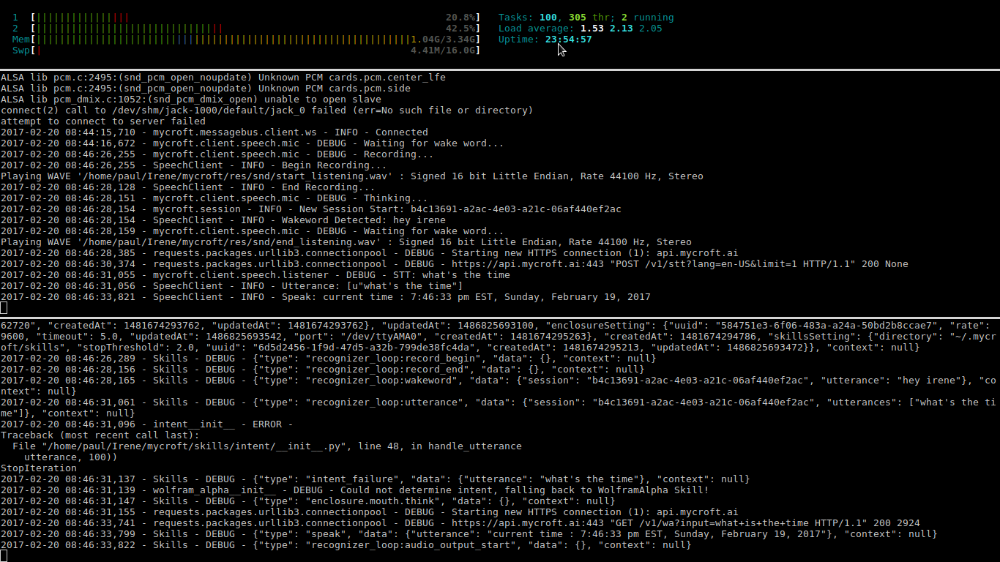 1 [||||||||||||||||| 20.8%] Tasks: 100, 305 thr; 2 running
2 [|||||||||||||||||||||||||||||||| 42.5%] Load average: 1.53 2.13 2.05
Mem[||||||||||||||||||||||||||||||||||||||||||||||||||||||||||||||||1.04G/3.34G] Uptime: 23:54:57
Swp[| 4.41M/16.0G]
ALSA lib pcm.c:2495:(snd_pcm_open_noupdate) Unknown PCM cards.pcm.center_lfe
ALSA lib pcm.c:2495:(snd_pcm_open_noupdate) Unknown PCM cards.pcm.side
ALSA lib pcm_dmix.c:1052:(snd_pcm_dmix_open) unable to open slave
connect(2) call to /dev/shm/jack-1000/default/jack_0 failed (err=No such file or directory)
attempt to connect to server failed
2017-02-20 08:44:15,710 - mycroft.messagebus.client.ws - INFO - Connected
2017-02-20 08:44:16,672 - mycroft.client.speech.mic - DEBUG - Waiting for wake word...
2017-02-20 08:46:26,255 - mycroft.client.speech.mic - DEBUG - Recording...
2017-02-20 08:46:26,255 - SpeechClient - INFO - Begin Recording...
Playing WAVE '/home/paul/Irene/mycroft/res/snd/start_listening.wav' : Signed 16 bit Little Endian, Rate 44100 Hz, Stereo
2017-02-20 08:46:28,128 - SpeechClient - INFO - End Recording...
2017-02-20 08:46:28,151 - mycroft.client.speech.mic - DEBUG - Thinking...
2017-02-20 08:46:28,154 - mycroft.session - INFO - New Session Start: b4c13691-a2ac-4e03-a21c-06af440ef2ac
2017-02-20 08:46:28,154 - SpeechClient - INFO - Wakeword Detected: hey irene
2017-02-20 08:46:28,159 - mycroft.client.speech.mic - DEBUG - Waiting for wake word...
Playing WAVE '/home/paul/Irene/mycroft/res/snd/end_listening.wav' : Signed 16 bit Little Endian, Rate 44100 Hz, Stereo
2017-02-20 08:46:28,385 - requests.packages.urllib3.connectionpool - DEBUG - Starting new HTTPS connection (1): api.mycroft.ai
2017-02-20 08:46:30,374 - requests.packages.urllib3.connectionpool - DEBUG - https://api.mycroft.ai:443 "POST /v1/stt?lang=en-US&limit=1 HTTP/1.1" 200 None
2017-02-20 08:46:31,055 - mycroft.client.speech.listener - DEBUG - STT: what's the time
2017-02-20 08:46:31,056 - SpeechClient - INFO - Utterance: [u"what's the time"]
2017-02-20 08:46:33,821 - SpeechClient - INFO - Speak: current time : 7:46:33 pm EST, Sunday, February 19, 2017
62720", "createdAt": 1481674293762, "updatedAt": 1481674293762}, "updatedAt": 1486825693100, "enclosureSetting": {"uuid": "584751e3-6f06-483a-a24a-50bd2b8ccae7", "rate":
9600, "timeout": 5.0, "updatedAt": 1486825693542, "port": "/dev/ttyAMA0", "createdAt": 1481674295263}, "createdAt": 1481674294786, "skillsSetting": {"directory": "~/.mycr
oft/skills", "stopThreshold": 2.0, "uuid": "6d5d2456-1f9d-47d5-a32b-799de38fc4da", "createdAt": 1481674295213, "updatedAt": 1486825693472}}, "context": null}
2017-02-20 08:46:26,289 - Skills - DEBUG - {"type": "recognizer_loop:record_begin", "data": {}, "context": null}
2017-02-20 08:46:28,156 - Skills - DEBUG - {"type": "recognizer_loop:record_end", "data": {}, "context": null}
2017-02-20 08:46:28,165 - Skills - DEBUG - {"type": "recognizer_loop:wakeword", "data": {"session": "b4c13691-a2ac-4e03-a21c-06af440ef2ac", "utterance": "hey irene"}, "co
ntext": null}
2017-02-20 08:46:31,061 - Skills - DEBUG - {"type": "recognizer_loop:utterance", "data": {"session": "b4c13691-a2ac-4e03-a21c-06af440ef2ac", "utterances": ["what's the ti
me"]}, "context": null}
2017-02-20 08:46:31,096 - intent__init__ - ERROR -
Traceback (most recent call last):
  File "/home/paul/Irene/mycroft/skills/intent/__init__.py", line 48, in handle_utterance
    utterance, 100))
StopIteration
2017-02-20 08:46:31,137 - Skills - DEBUG - {"type": "intent_failure", "data": {"utterance": "what's the time"}, "context": null}
2017-02-20 08:46:31,139 - wolfram_alpha__init__ - DEBUG - Could not determine intent, falling back to WolframAlpha Skill!
2017-02-20 08:46:31,147 - Skills - DEBUG - {"type": "enclosure.mouth.think", "data": {}, "context": null}
2017-02-20 08:46:31,155 - requests.packages.urllib3.connectionpool - DEBUG - Starting new HTTPS connection (1): api.mycroft.ai
2017-02-20 08:46:33,741 - requests.packages.urllib3.connectionpool - DEBUG - https://api.mycroft.ai:443 "GET /v1/wa?input=what+is+the+time HTTP/1.1" 200 2924
2017-02-20 08:46:33,799 - Skills - DEBUG - {"type": "speak", "data": {"utterance": "current time : 7:46:33 pm EST, Sunday, February 19, 2017"}, "context": null}
2017-02-20 08:46:33,822 - Skills - DEBUG - {"type": "recognizer_loop:audio_output_start", "data": {}, "context": null}